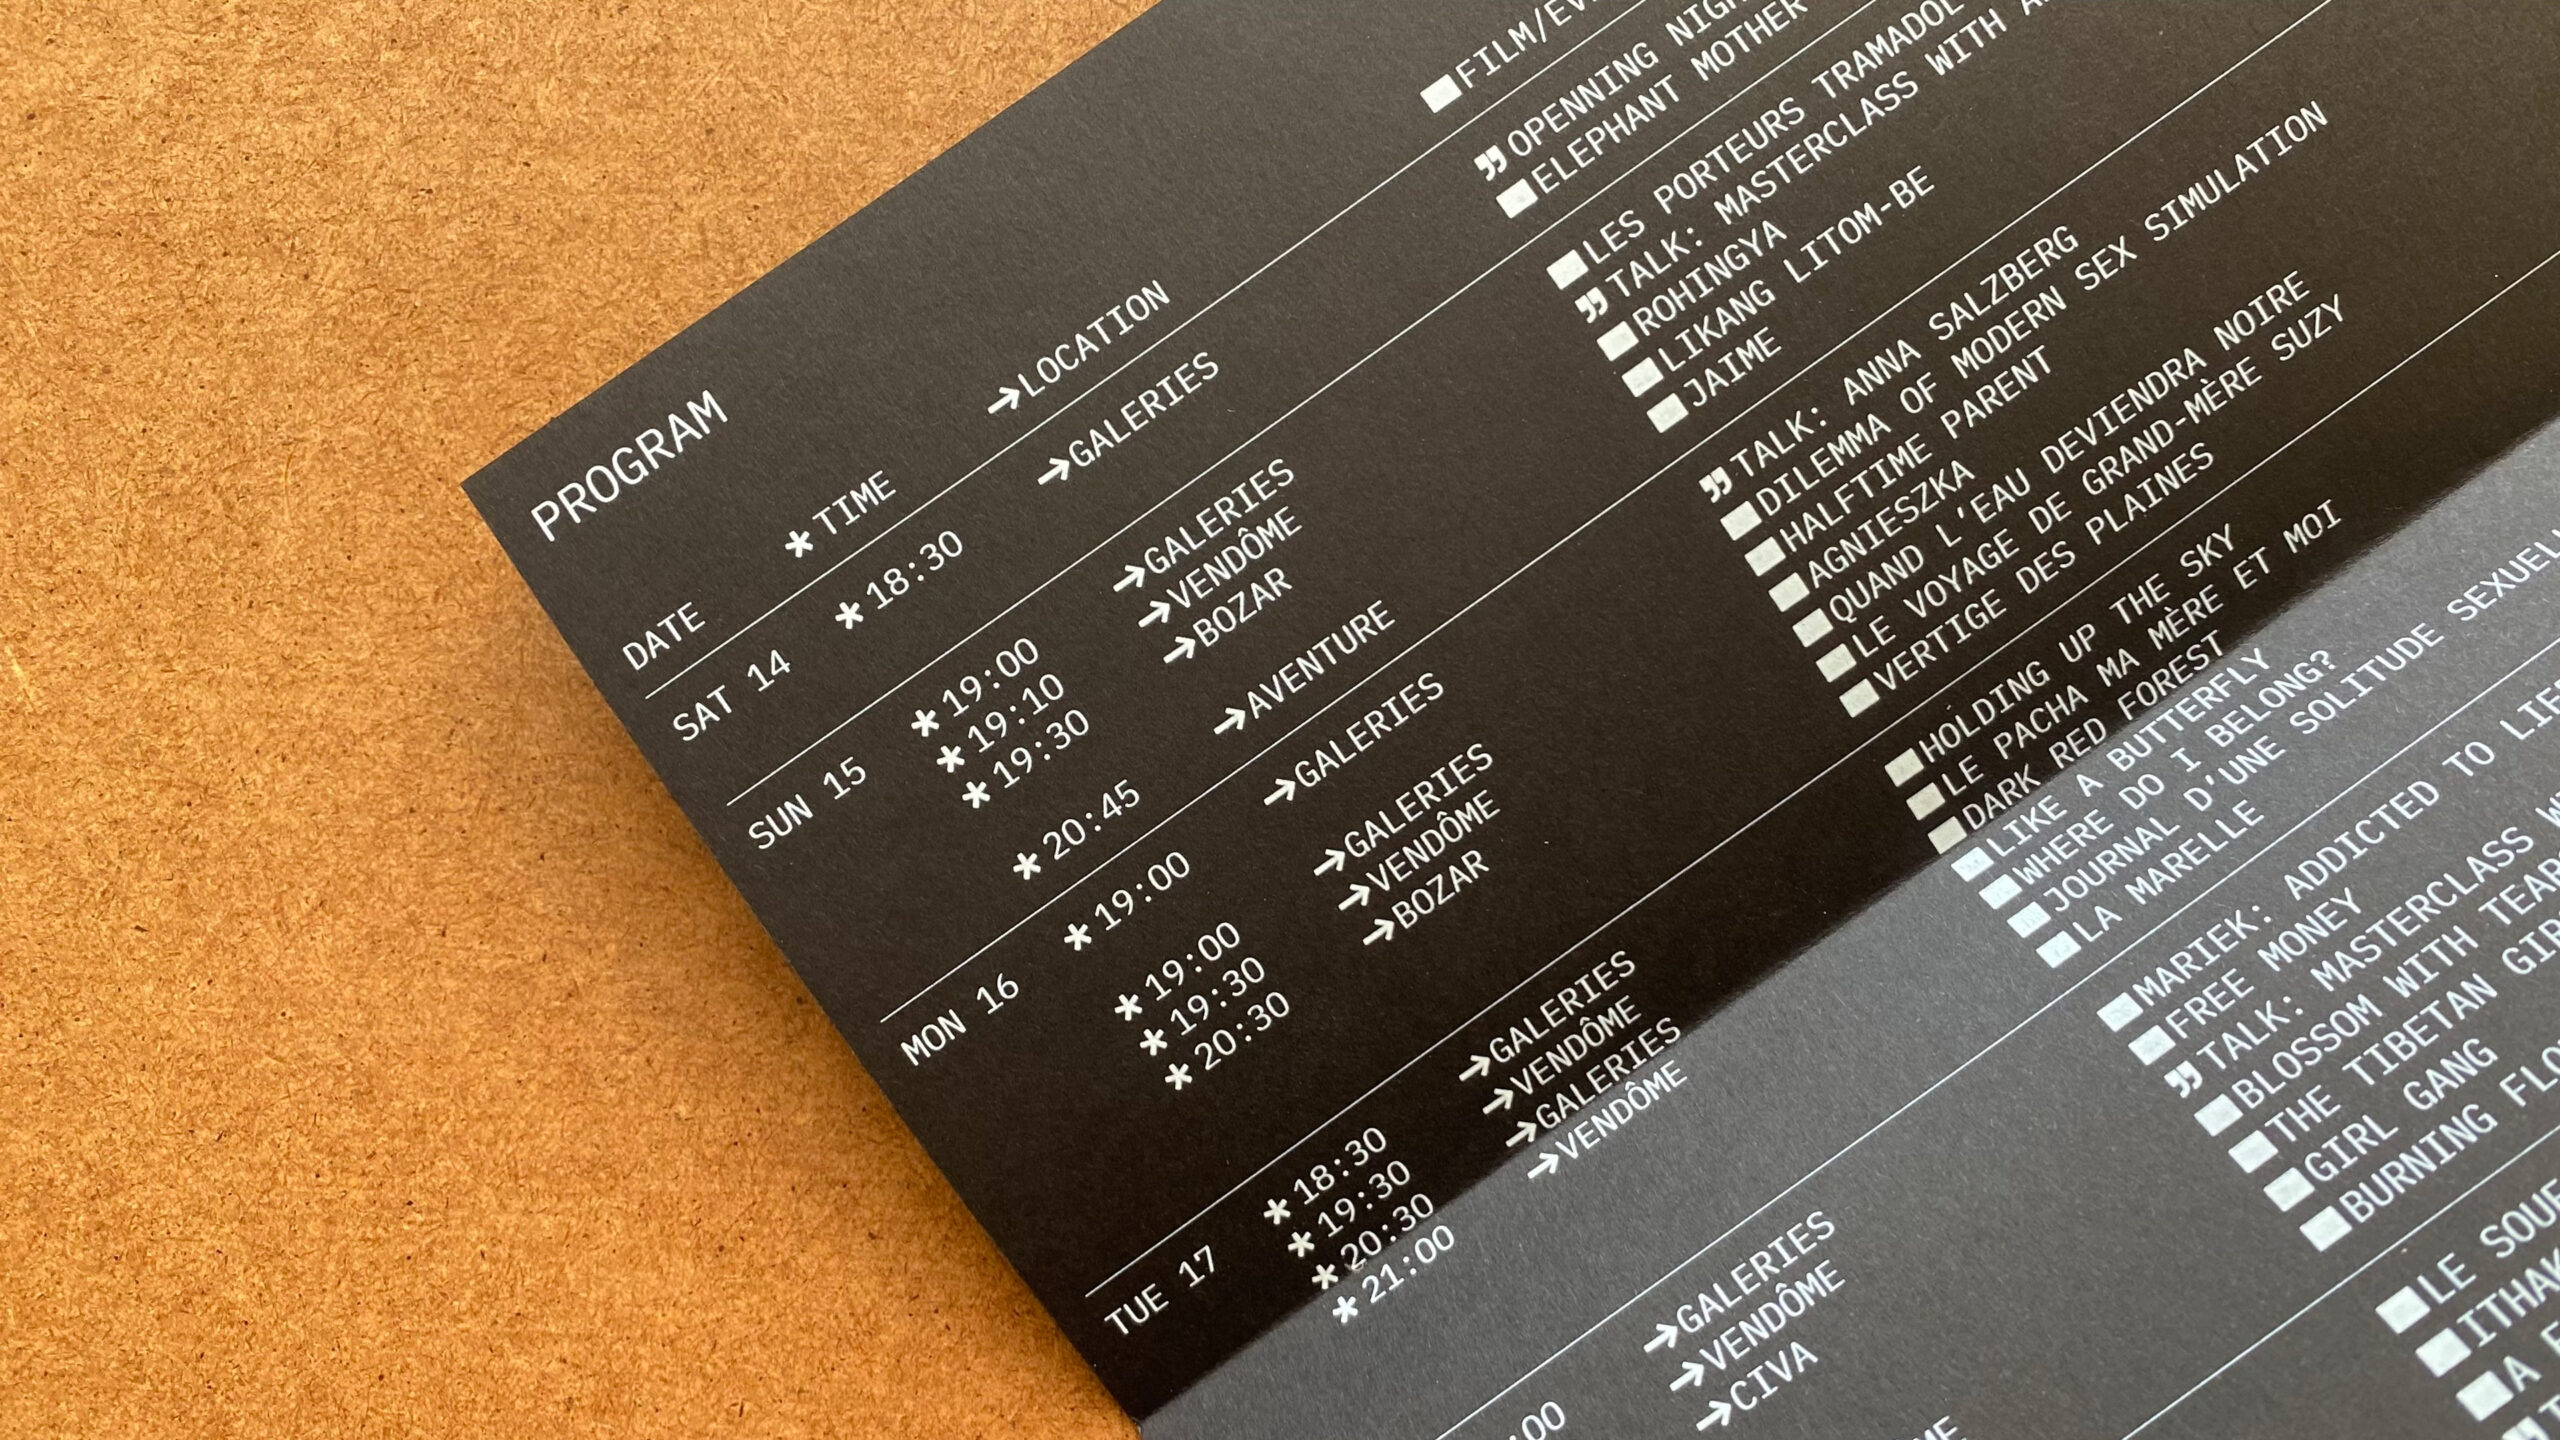 PROGRAM
DATE *TIME →LOCATION ■FILM/EV
SAT 14 *18:30 →GALERIES ❞OPENNING NIGH
■ELEPHANT MOTHER
SUN 15 *19:00 →GALERIES ■LES PORTEURS TRAMADOL
*19:10 →VENDÔME ❞TALK: MASTERCLASS WITH
*19:30 →BOZAR ■ROHINGYA
■LIKANG LITOM-BE
*20:45 →AVENTURE ■JAIME
MON 16 *19:00 →GALERIES ❞TALK: ANNA SALZBERG
■DILEMMA OF MODERN SEX SIMULATION
*19:00 →GALERIES ■HALFTIME PARENT
*19:30 →VENDÔME ■AGNIESZKA
*20:30 →BOZAR ■QUAND L'EAU DEVIENDRA NOIRE
■LE VOYAGE DE GRAND-MÈRE SUZY
■VERTIGE DES PLAINES
TUE 17 *18:30 →GALERIES ■HOLDING UP THE SKY
*19:30 →VENDÔME ■LE PACHA MA MÈRE ET MOI
*20:30 →GALERIES ■DARK RED FOREST
*21:00 →VENDÔME ■LIKE A BUTTERFLY
■WHERE DO I BELONG?
■JOURNAL D'UNE SOLITUDE SEXUEL
■LA MARELLE
:00 →GALERIES ■MARIEK: ADDICTED TO LIF
→VENDÔME ■FREE MONEY
→CIVA ❞TALK: MASTERCLASS W
■BLOSSOM WITH TEAR
■THE TIBETAN GIR
■GIRL GANG
■BURNING FLO
■LE SOUF
■ITHAK
■A